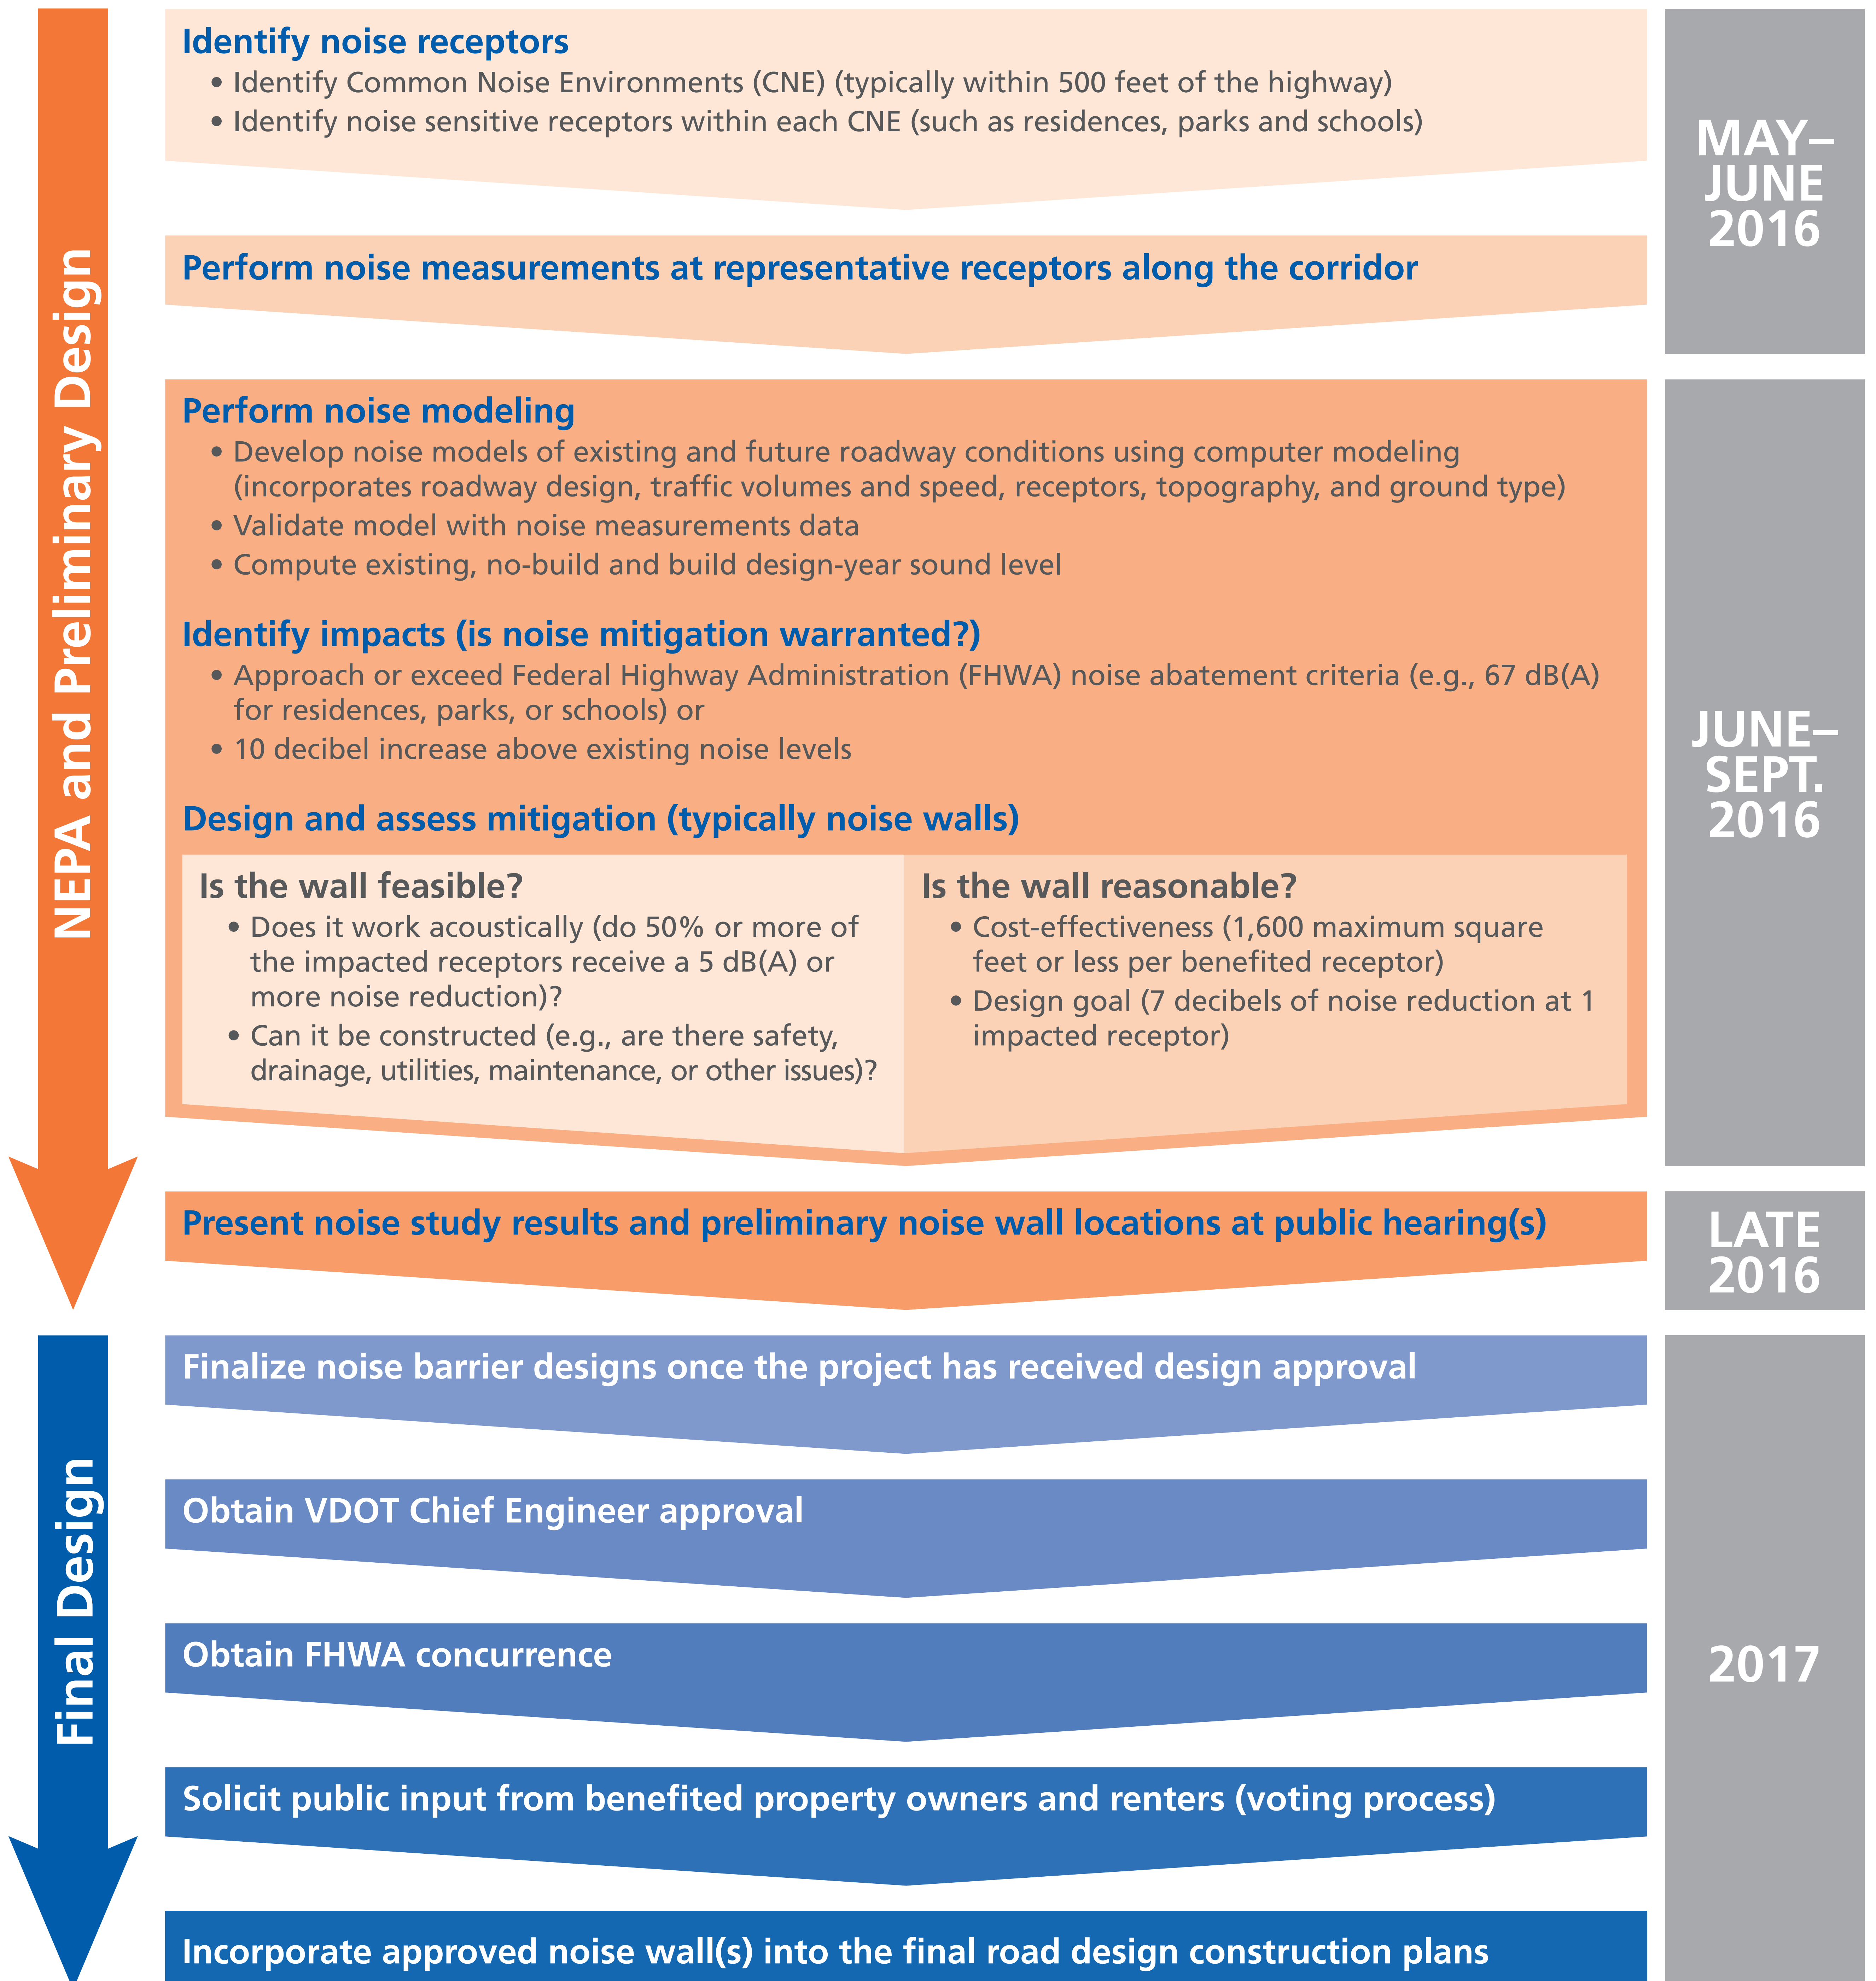 NEPA and Preliminary Design
Identify noise receptors
• Identify Common Noise Environments (CNE) (typically within 500 feet of the highway)
• Identify noise sensitive receptors within each CNE (such as residences, parks and schools)
Perform noise measurements at representative receptors along the corridor
MAY–
JUNE
2016
Perform noise modeling
• Develop noise models of existing and future roadway conditions using computer modeling
(incorporates roadway design, traffic volumes and speed, receptors, topography, and ground type)
• Validate model with noise measurements data
• Compute existing, no-build and build design-year sound level
Identify impacts (is noise mitigation warranted?)
• Approach or exceed Federal Highway Administration (FHWA) noise abatement criteria (e.g., 67 dB(A)
for residences, parks, or schools) or
• 10 decibel increase above existing noise levels
Design and assess mitigation (typically noise walls)
Is the wall feasible?
• Does it work acoustically (do 50% or more of
the impacted receptors receive a 5 dB(A) or
more noise reduction)?
• Can it be constructed (e.g., are there safety,
drainage, utilities, maintenance, or other issues)?
Is the wall reasonable?
• Cost-effectiveness (1,600 maximum square
feet or less per benefited receptor)
• Design goal (7 decibels of noise reduction at 1
impacted receptor)
JUNE–
SEPT.
2016
Present noise study results and preliminary noise wall locations at public hearing(s)
LATE
2016
Final Design
Finalize noise barrier designs once the project has received design approval
Obtain VDOT Chief Engineer approval
Obtain FHWA concurrence
Solicit public input from benefited property owners and renters (voting process)
Incorporate approved noise wall(s) into the final road design construction plans
2017